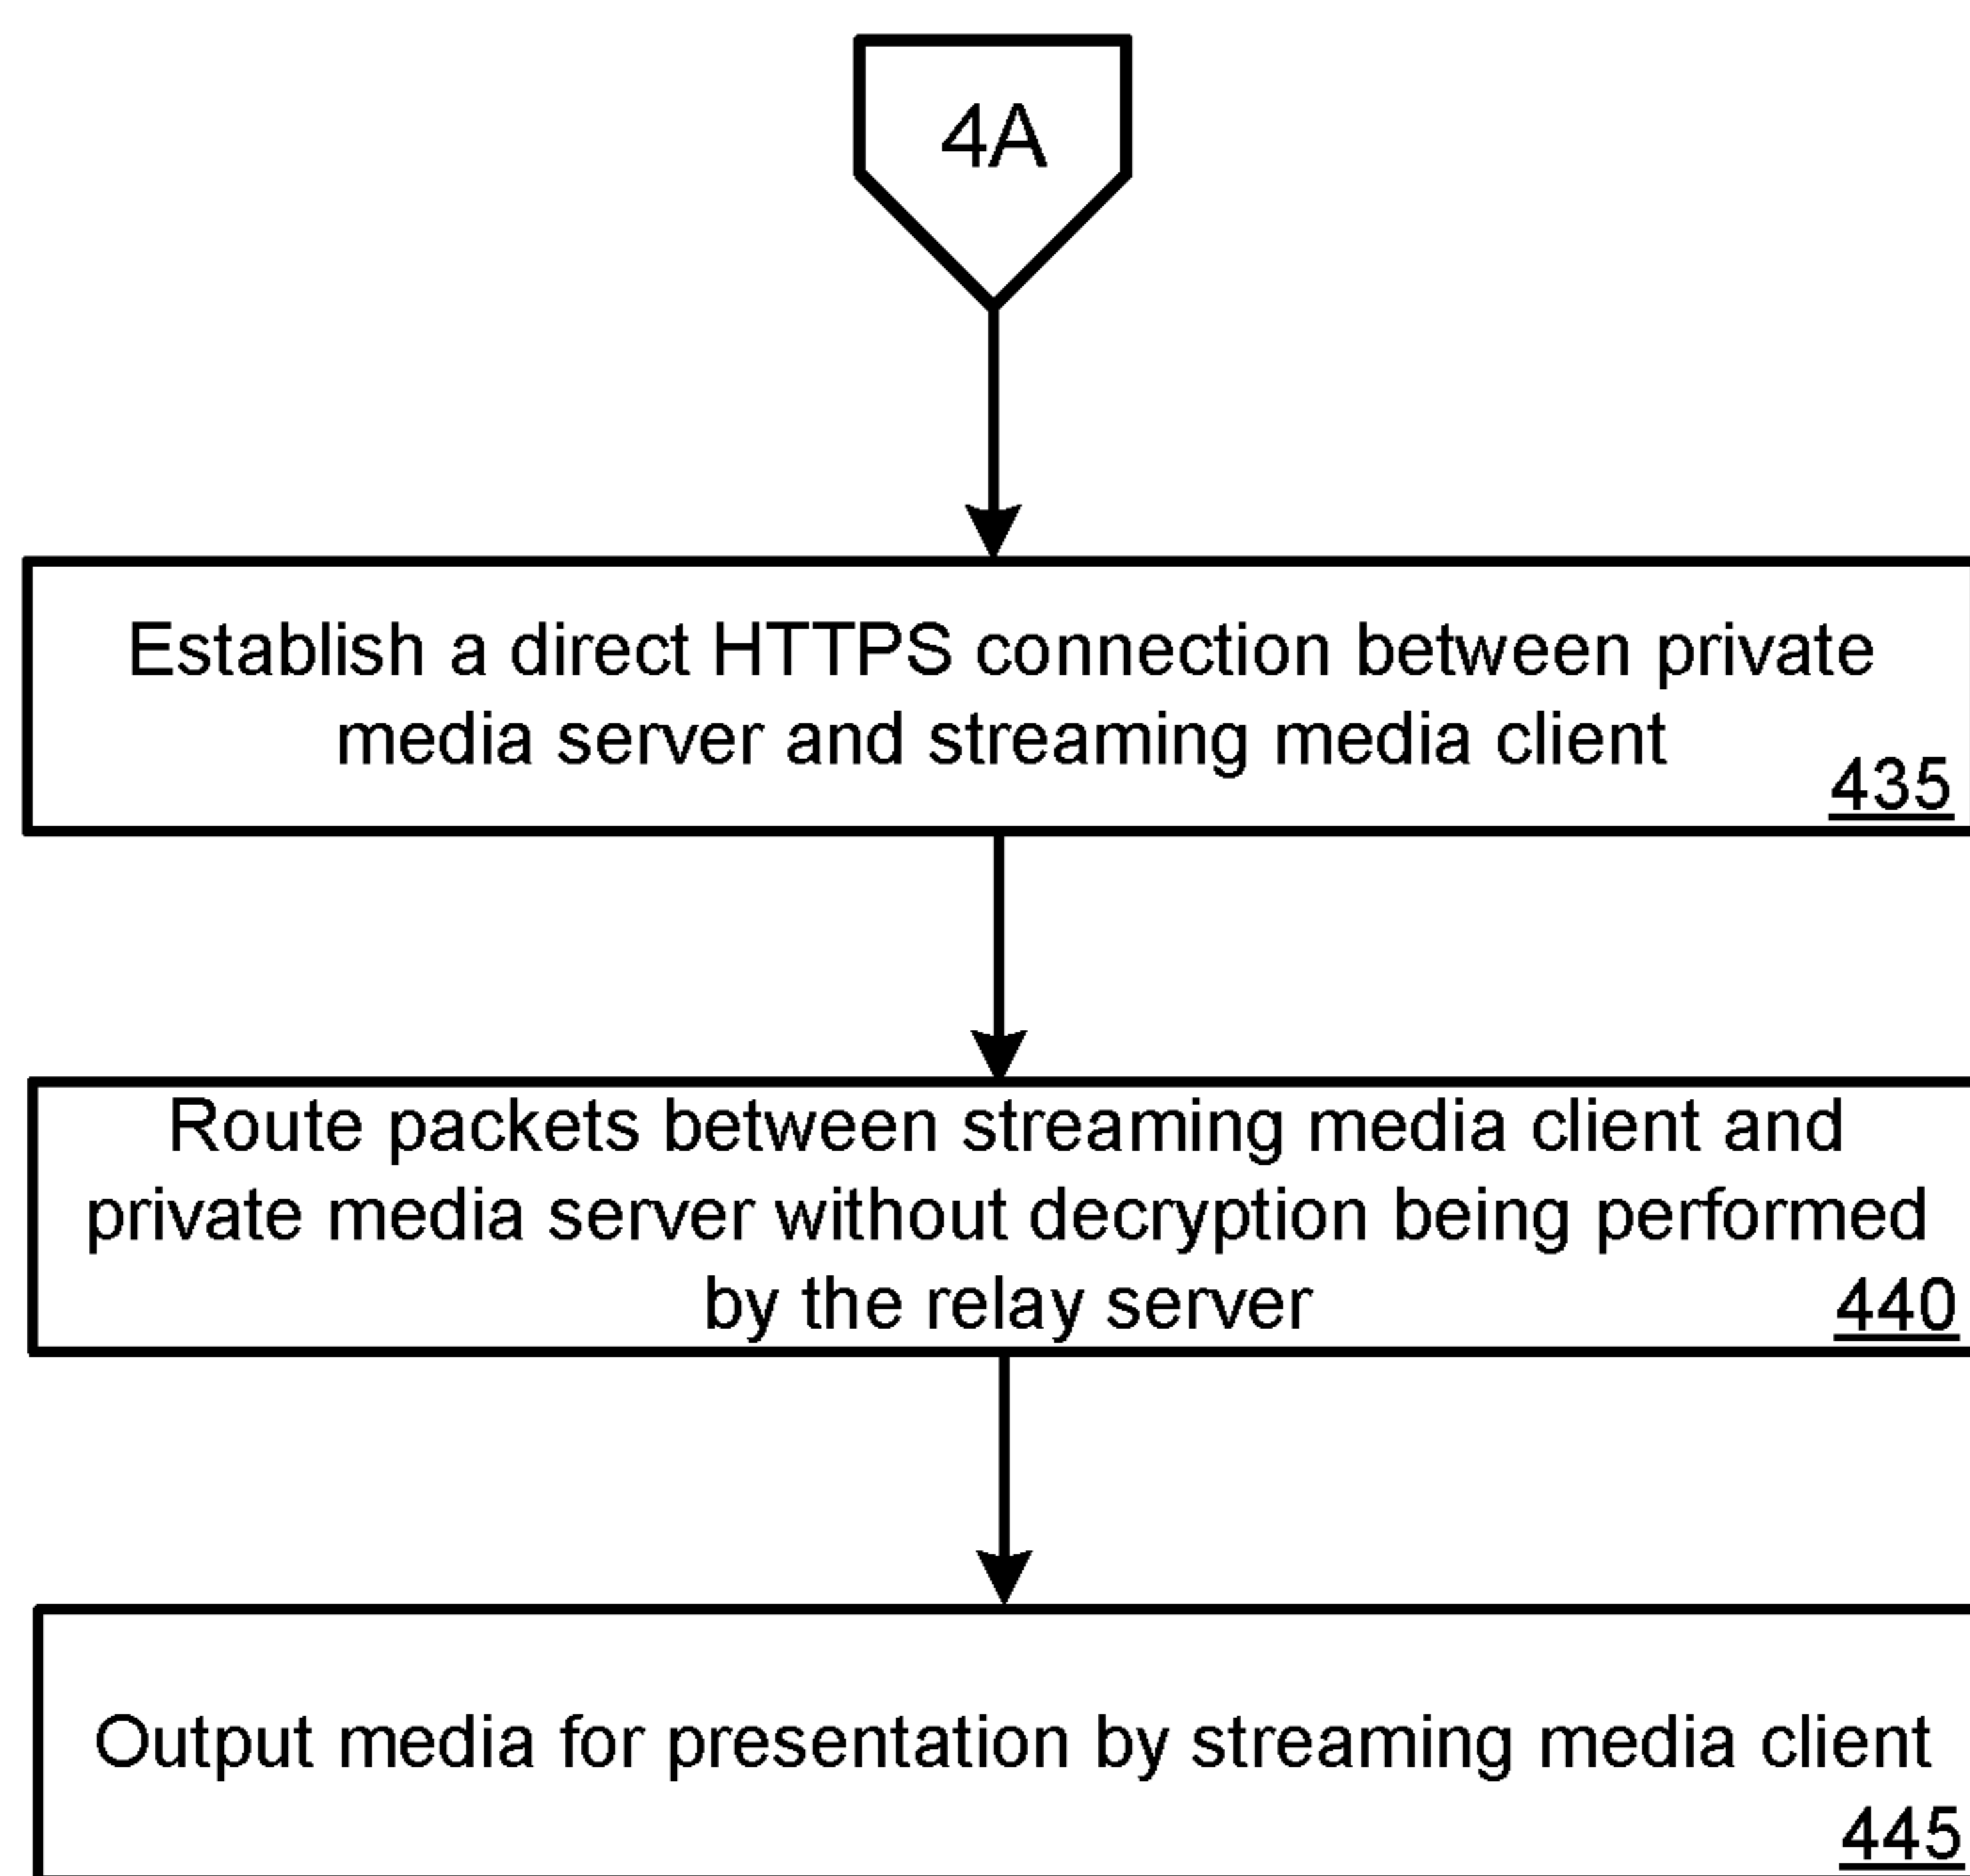 4A
Establish a direct HTTPS connection between private
media server and streaming media client
435
Route packets between streaming media client and
private media server without decryption being performed
by the relay server
440
Output media for presentation by streaming media client
445